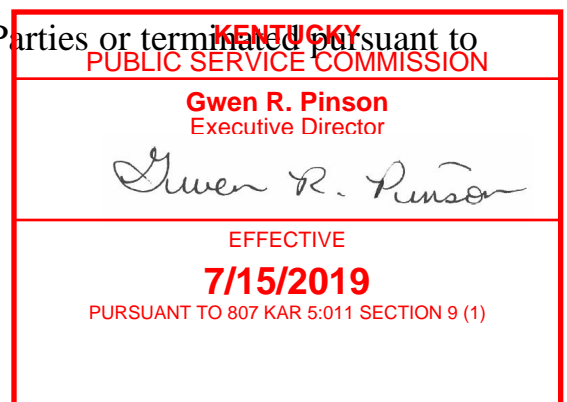 Parties or terminated pursuant to
KENTUCKY
PUBLIC SERVICE COMMISSION
Gwen R. Pinson
Executive Director
Gwen R. Pinson
EFFECTIVE
7/15/2019
PURSUANT TO 807 KAR 5:011 SECTION 9 (1)